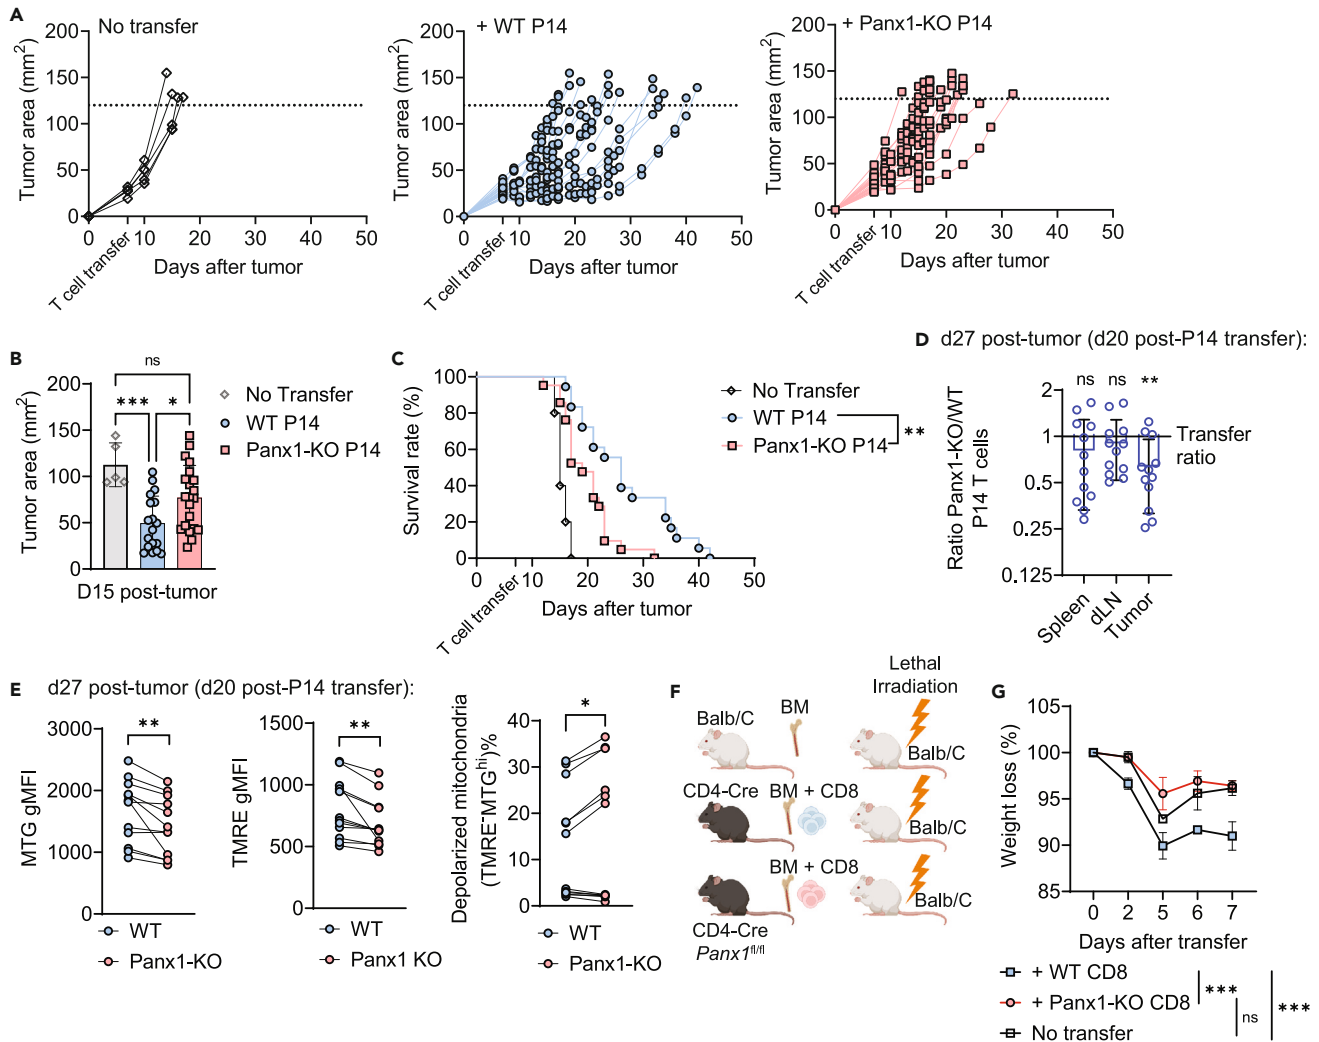 A
No transfer
Tumor area (mm2)
200
150
100
50
0
0 10 20 30 40 50
T cell transfer
Days after tumor
+ WT P14
Tumor area (mm2)
200
150
100
50
0
0 10 20 30 40 50
T cell transfer
Days after tumor
+ Panx1-KO P14
Tumor area (mm2)
200
150
100
50
0
0 10 20 30 40 50
T cell transfer
Days after tumor
B
ns
*** *
Tumor area (mm2)
200
150
100
50
0
D15 post-tumor
No Transfer
WT P14
Panx1-KO P14
C
Survival rate (%)
100
80
60
40
20
0
0 10 20 30 40 50
T cell transfer
Days after tumor
No Transfer
WT P14
Panx1-KO P14
**
D d27 post-tumor (d20 post-P14 transfer):
Ratio Panx1-KO/WT
P14 T cells
2
1
0.5
0.25
0.125
ns ns **
Transfer
ratio
Spleen
dLN
Tumor
E d27 post-tumor (d20 post-P14 transfer):
MTG gMFI
3000
2000
1000
0
**
WT
Panx1-KO
TMRE gMFI
1500
1000
500
0
**
WT
Panx1 KO
Depolarized mitochondria
(TMRE-MTGhi)%
40
30
20
10
0
*
WT
Panx1-KO
F
Lethal
Irradiation
Balb/C
BM
Balb/C
CD4-Cre
BM + CD8
Balb/C
BM + CD8
Balb/C
CD4-Cre
Panx1fl/fl
G
Weight loss (%)
105
100
95
90
85
0 2 5 6 7
Days after transfer
+ WT CD8
+ Panx1-KO CD8
No transfer
***
ns
***